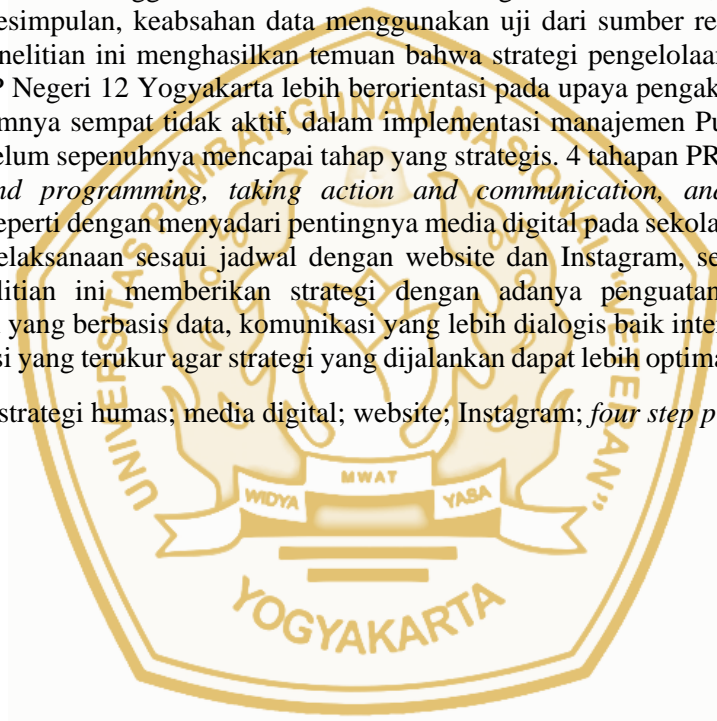 esimpulan, keabsahan data menggunakan uji dari sumber re
nelitian ini menghasilkan temuan bahwa strategi pengelolaan
P Negeri 12 Yogyakarta lebih berorientasi pada upaya pengak
mnya sempat tidak aktif, dalam implementasi manajemen Pu
elum sepenuhnya mencapai tahap yang strategis. 4 tahapan PR
nd programming, taking action and communication, and
eperti dengan menyadari pentingnya media digital pada sekola
elaksanaan sesaui jadwal dengan website dan Instagram, se
litian ini memberikan strategi dengan adanya penguatan
yang berbasis data, komunikasi yang lebih dialogis baik inter
si yang terukur agar strategi yang dijalankan dapat lebih optima
strategi humas; media digital; website; Instagram; four step p
UNIVERSITAS PEMBANGUNAN NASIONAL "VETERAN"
WIDYA MWAT YASA
YOGYAKARTA